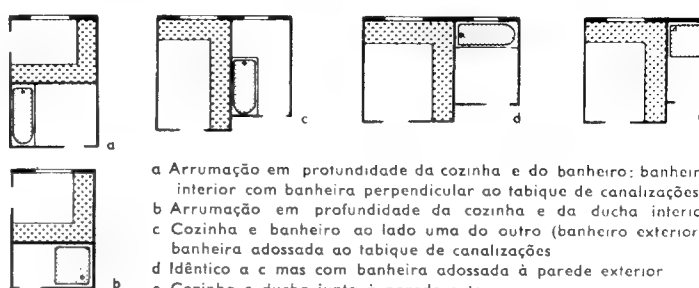 a
c
d
b
a Arrumação em profundidade da cozinha e do banheiro:
interior com banheira perpendicular ao tabique de canalizações
b Arrumação em profundidade da cozinha e da ducha
c Cozinha e banheiro ao lado uma do outro (banheiro exterior
banheira adossada ao tabique de canalizações
d Idêntico a c mas com banheira adossada à parede exterior